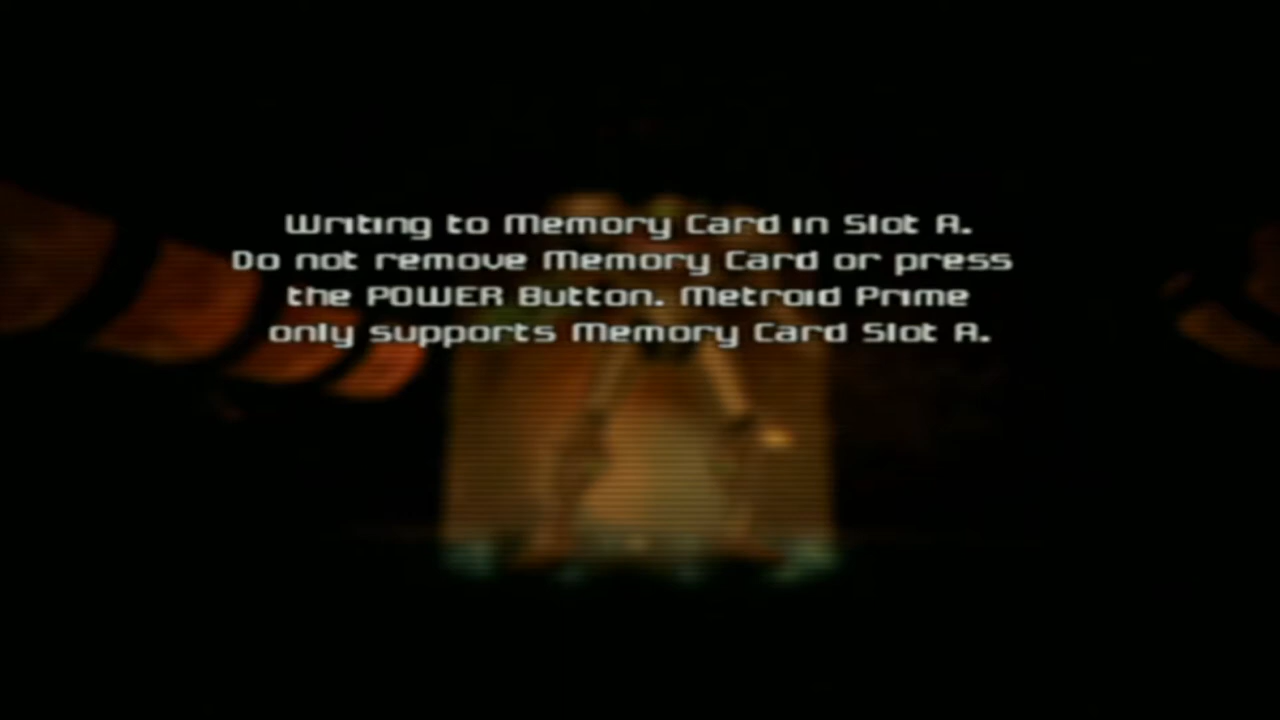 Writing to Memory Card in Slot A.
Do not remove Memory Card or press
the POWER Button. Metroid Prime
only supports Memory Card Slot A.